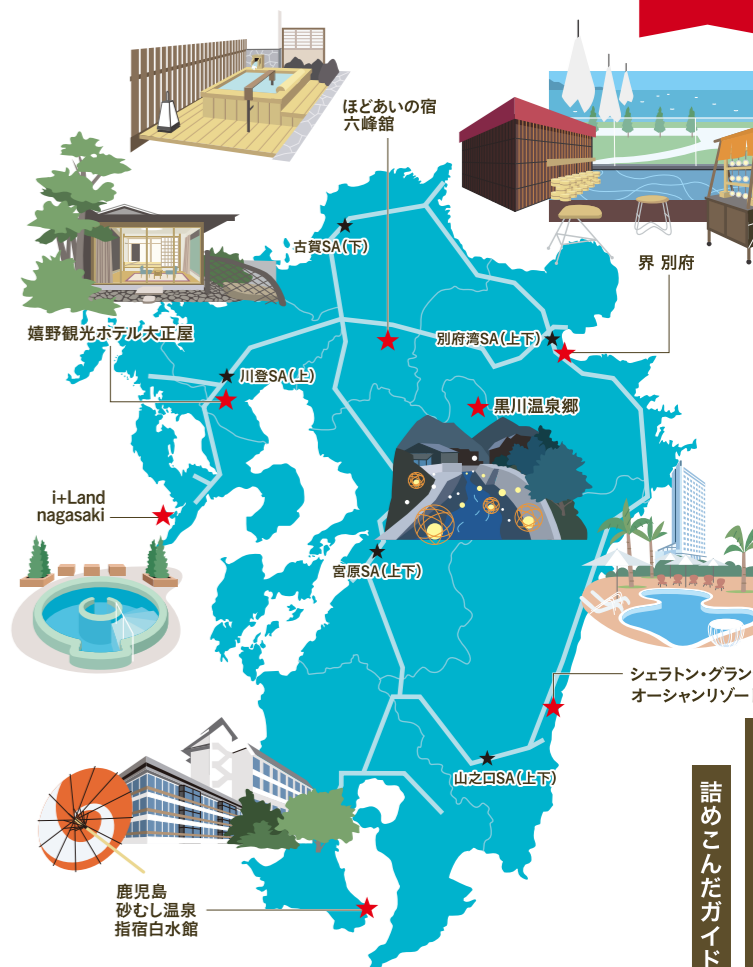 ほどあいの宿
六峰舘
古賀SA（下）
界 別府
嬉野観光ホテル大正屋
別府湾SA（上下）
川登SA（上）
黒川温泉郷
i+Land
nagasaki
宮原SA（上下）
シェラトン・グラン
オーシャンリゾー
山之口SA（上下）
詰めこんだガイド
鹿児島
砂むし温泉
指宿白水館